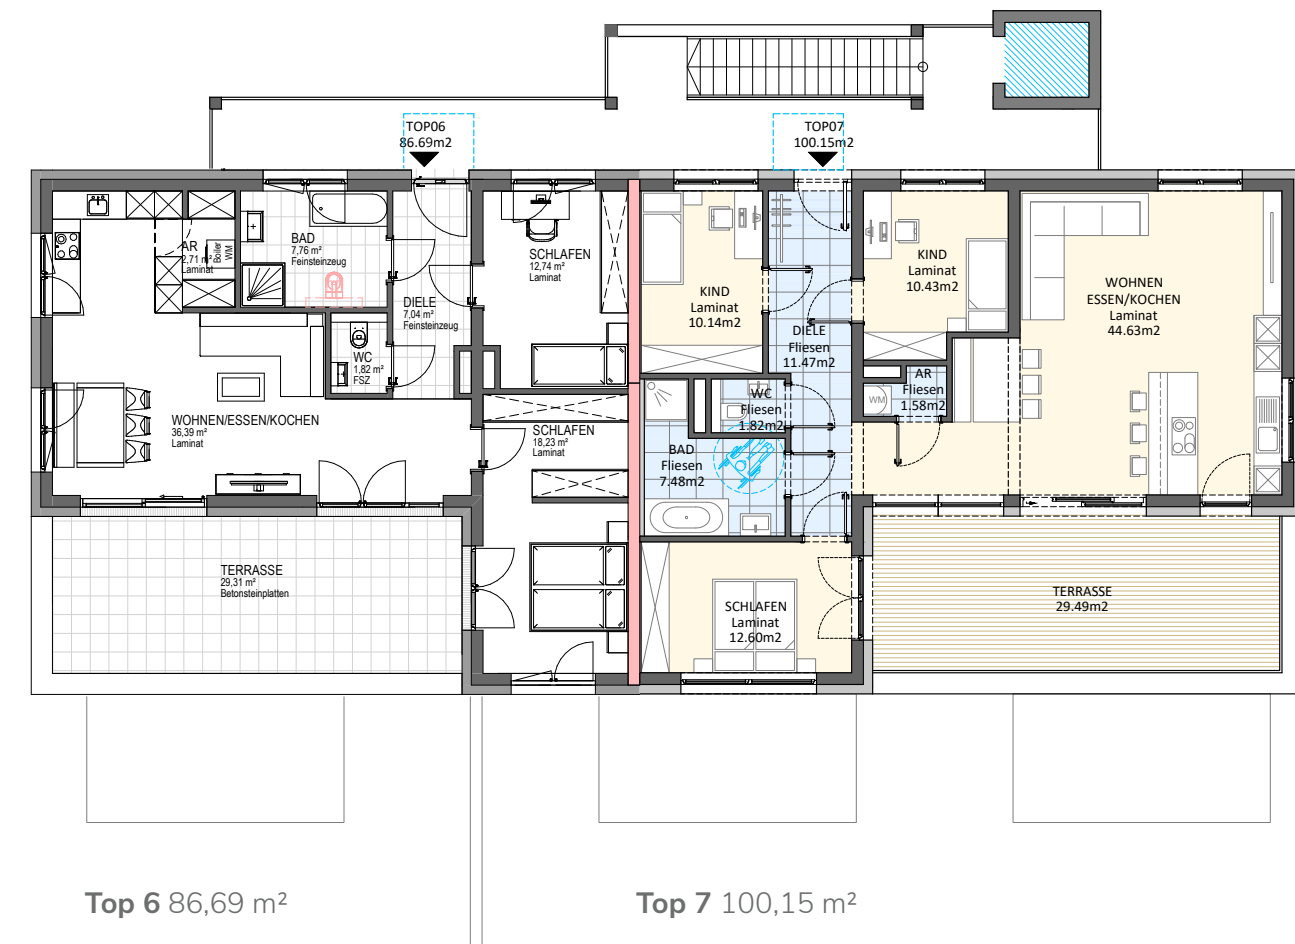 TOP06
86.69m2
TOP07
100.15m2
AR
2,71 m²
Laminat
Boiler
WM
BAD
7,76 m²
Feinsteinzeug
DIELE
7,04 m²
Feinsteinzeug
WC
1,82 m²
FSZ
SCHLAFEN
12,74 m²
Laminat
WOHNEN/ESSEN/KOCHEN
36,39 m²
Laminat
SCHLAFEN
18,23 m²
Laminat
TERRASSE
29,31 m²
Betonsteinplatten
KIND
Laminat
10.14m2
DIELE
Fliesen
11.47m2
KIND
Laminat
10.43m2
WOHNEN
ESSEN/KOCHEN
Laminat
44.63m2
WC
Fliesen
1.82m2
AR
Fliesen
1.58m2
WM
BAD
Fliesen
7.48m2
SCHLAFEN
Laminat
12.60m2
TERRASSE
29.49m2
Top 6 86,69 m²
Top 7 100,15 m²